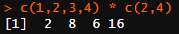 > c(1,2,3,4) * c(2,4)
[1]  2  8  6 16